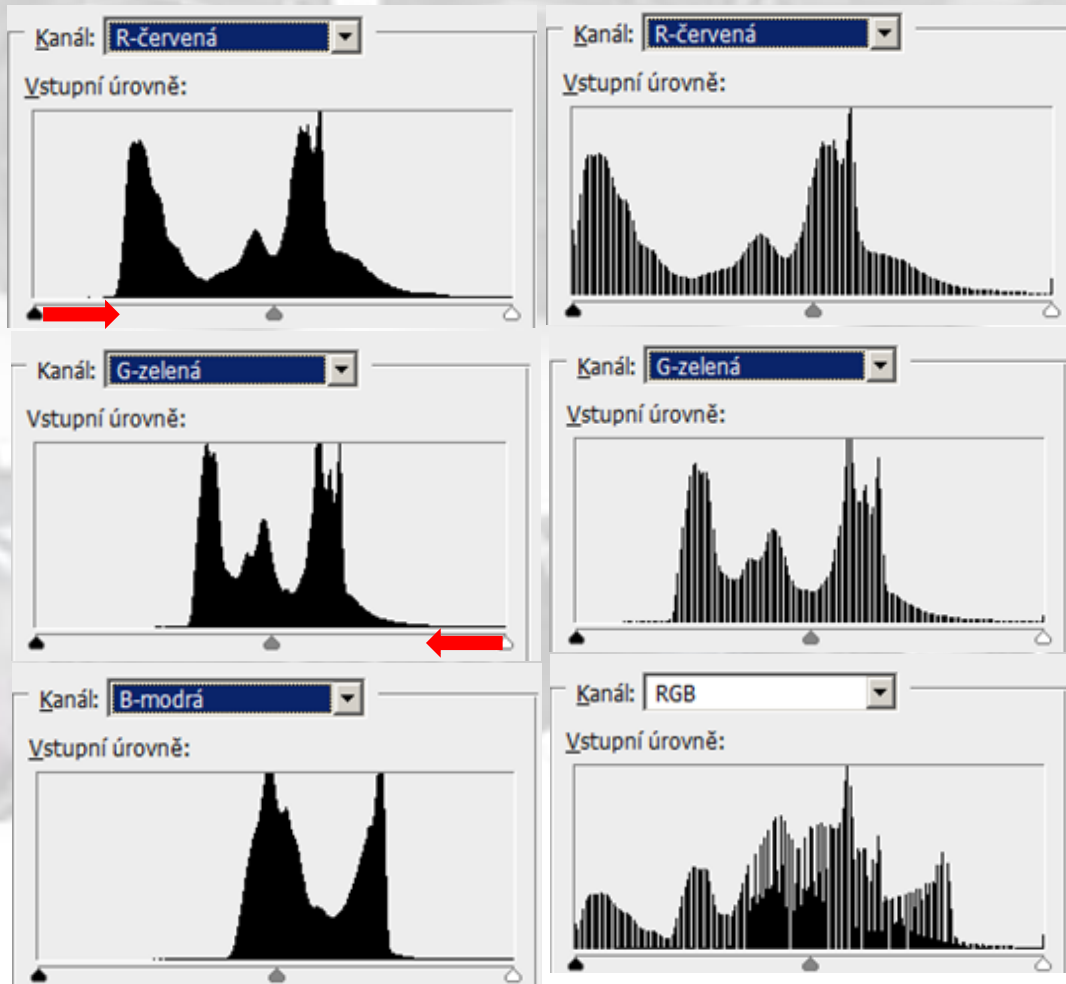 Kanál: R-červená
Vstupní úrovně:
Kanál: R-červená
Vstupní úrovně:
Kanál: G-zelená
Vstupní úrovně:
Kanál: G-zelená
Vstupní úrovně:
Kanál: B-modrá
Vstupní úrovně:
Kanál: RGB
Vstupní úrovně: